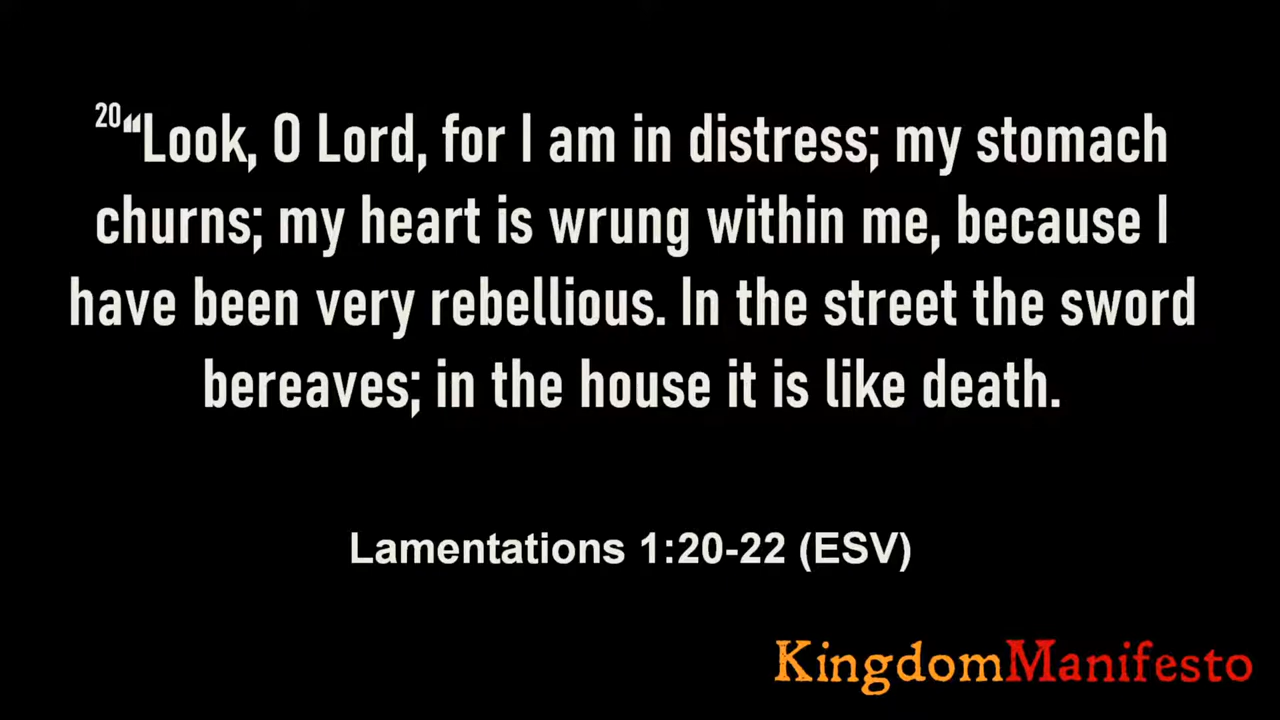 20“Look, O Lord, for I am in distress; my stomach
churns; my heart is wrung within me, because I
have been very rebellious. In the street the sword
bereaves; in the house it is like death.
Lamentations 1:20-22 (ESV)
KingdomManifesto